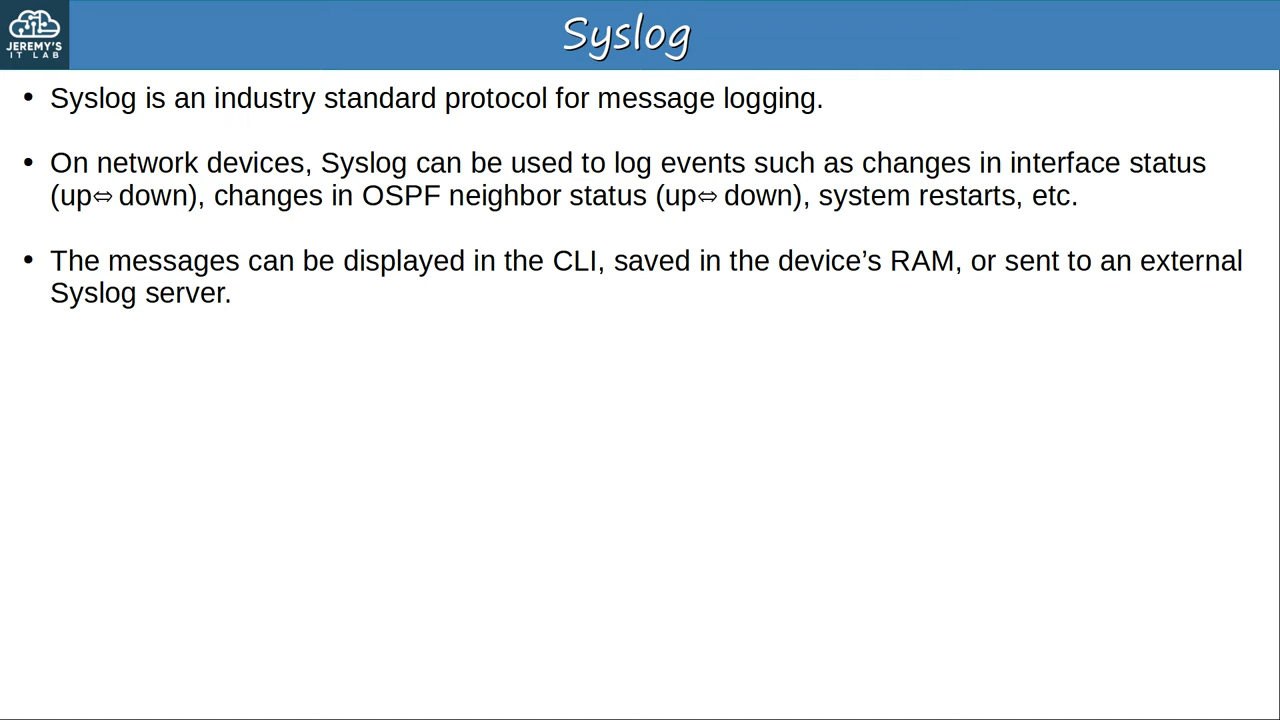 JEREMY'S
IT LAB
Syslog
• Syslog is an industry standard protocol for message logging.
• On network devices, Syslog can be used to log events such as changes in interface status
(up⇔down), changes in OSPF neighbor status (up⇔down), system restarts, etc.
• The messages can be displayed in the CLI, saved in the device’s RAM, or sent to an external
Syslog server.